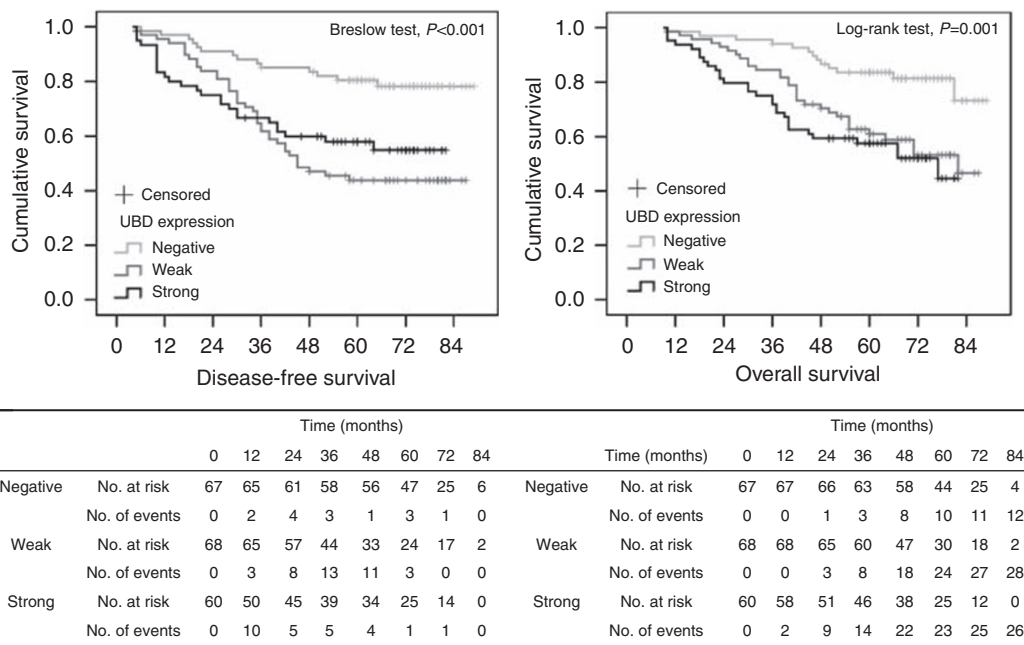 Breslow test, P<0.001
Cumulative survival
1.0
0.8
0.6
0.4
0.2
0.0
Censored
UBD expression
Negative
Weak
Strong
0 12 24 36 48 60 72 84
Disease-free survival
Log-rank test, P=0.001
Cumulative survival
1.0
0.8
0.6
0.4
0.2
0.0
Censored
UBD expression
Negative
Weak
Strong
0 12 24 36 48 60 72 84
Overall survival
Time (months)
0 12 24 36 48 60 72 84
Negative No. at risk 67 65 61 58 56 47 25 6
No. of events 0 2 4 3 1 3 1 0
Weak No. at risk 68 65 57 44 33 24 17 2
No. of events 0 3 8 13 11 3 0 0
Strong No. at risk 60 50 45 39 34 25 14 0
No. of events 0 10 5 5 4 1 1 0
Time (months)
Time (months) 0 12 24 36 48 60 72 84
Negative No. at risk 67 67 66 63 58 44 25 4
No. of events 0 0 1 3 8 10 11 12
Weak No. at risk 68 68 65 60 47 30 18 2
No. of events 0 0 3 8 18 24 27 28
Strong No. at risk 60 58 51 46 38 25 12 0
No. of events 0 2 9 14 22 23 25 26